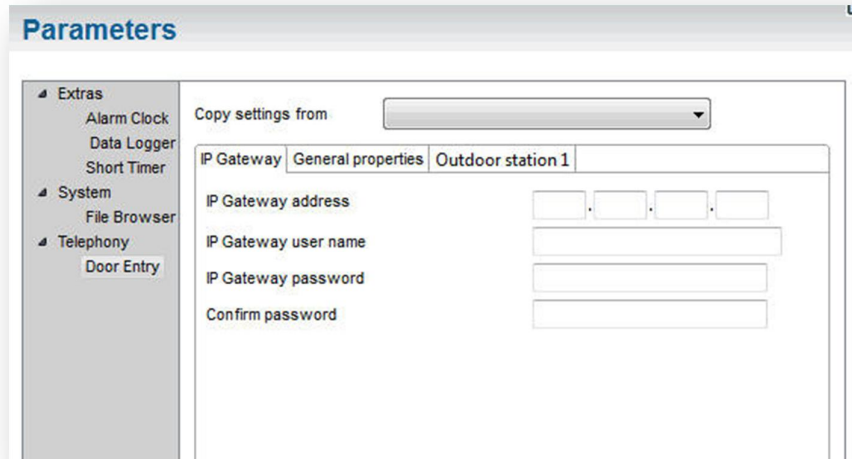 Parameters
Extras
Alarm Clock
Data Logger
Short Timer
System
File Browser
Telephony
Door Entry
Copy settings from
IP Gateway General properties Outdoor station 1
IP Gateway address
. . .
IP Gateway user name
IP Gateway password
Confirm password